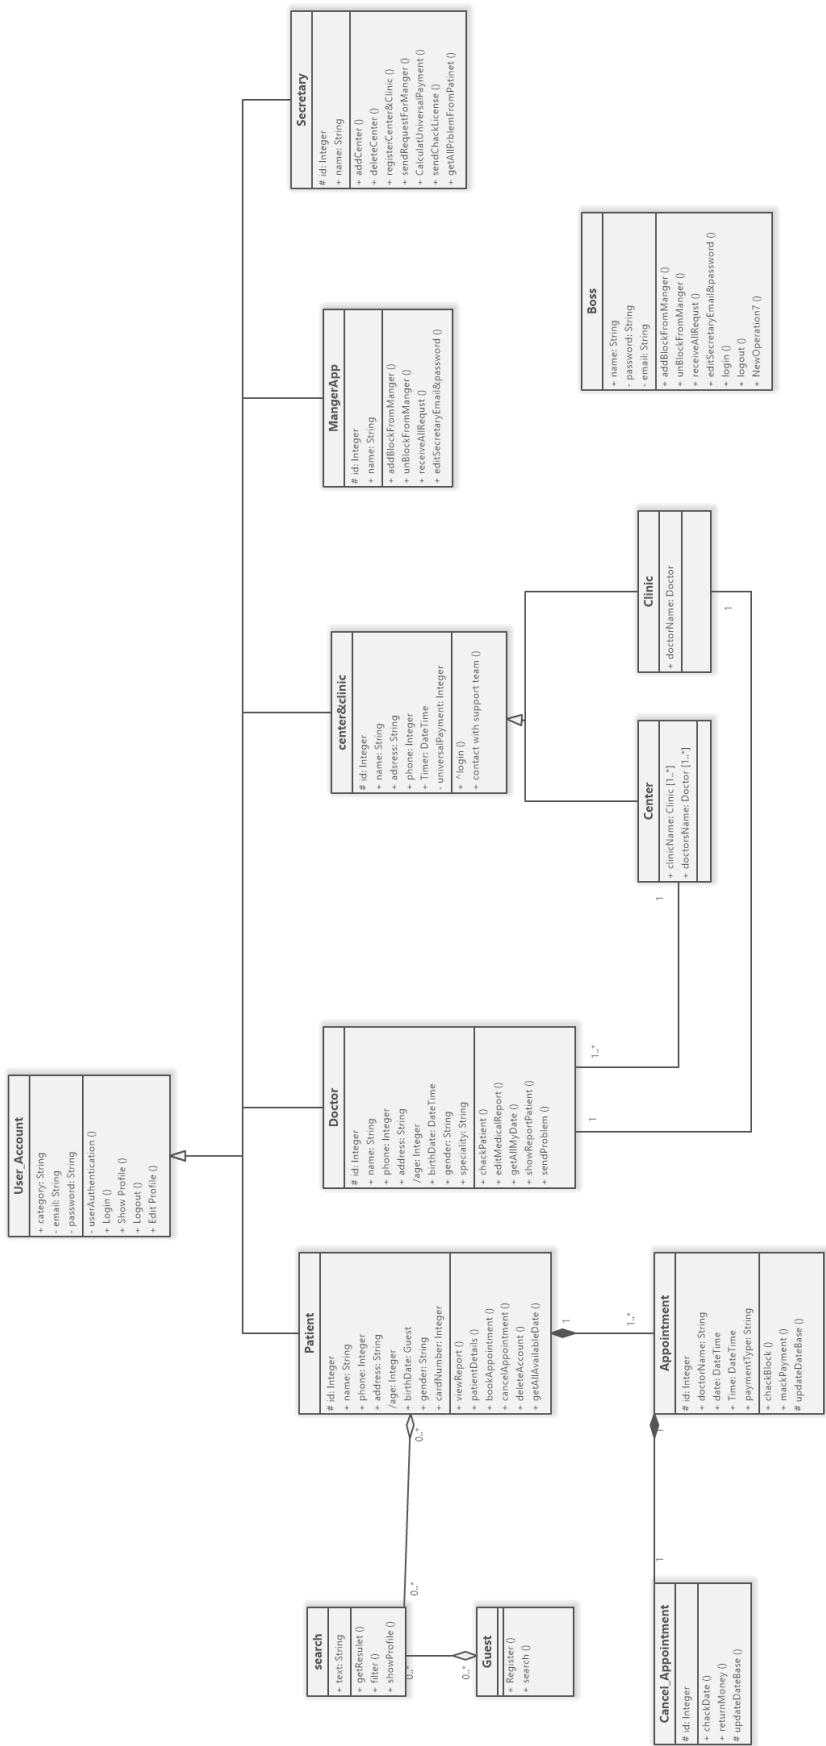 User_Account
+ category: String
- email: String
- password: String
- userAuthentication ()
+ Login ()
+ Show Profile ()
+ Logout ()
+ Edit Profile ()
search
+ text: String
+ getResulet ()
+ filter ()
+ showProfile ()
0..*
0..*
0..*
0..*
Guest
+ Register ()
+ search ()
Patient
# id: Integer
+ name: String
+ phone: Integer
+ address: String
/age: Integer
+ birthDate: Guest
+ gender: String
+ cardNumber: Integer
+ viewReport ()
+ patientDetails ()
+ bookAppointment ()
+ cancelAppointment ()
+ deleteAccount ()
+ getAllAvailableDate ()
1
1..*
Cancel_Appointment
# id: Integer
+ chackDate ()
+ returnMoney ()
# updateDateBase ()
1
1
Appointment
# id: Integer
+ doctorName: String
+ date: DateTime
+ Time: DateTime
+ paymentType: String
+ chackBlock ()
+ mackPayment ()
# updateDateBase ()
Doctor
# id: Integer
+ name: String
+ phone: Integer
+ address: String
/age: Integer
+ birthDate: DateTime
+ gender: String
+ speciality: String
+ chackPatient ()
+ editMedicalReport ()
+ getAllMyDate ()
+ showReportPatient ()
+ sendProblem ()
1
1..*
center&clinic
# id: Integer
+ name: String
+ adsress: String
+ phone: Integer
+ Timer: DateTime
- universalPayment: Integer
+ ^login ()
+ contact with support team ()
Center
+ clinicName: Clinic [1..*]
+ doctorsName: Doctor [1..*]
1
Clinic
+ doctorName: Doctor
1
MangerApp
# id: Integer
+ name: String
+ addBlockFromManger ()
+ unBlockFromManger ()
+ receiveAllRequst ()
+ editSecretaryEmail&password ()
Boss
+ name: String
- password: String
- email: String
+ addBlockFromManger ()
+ unBlockFromManger ()
+ receiveAllRequst ()
+ editSecretaryEmail&password ()
+ login ()
+ logout ()
+ NewOperation7 ()
Secretary
# id: Integer
+ name: String
+ addCenter ()
+ deleteCenter ()
+ registerCenter&Clinic ()
+ sendRequestForManger ()
+ CalculatUniversalPayment ()
+ sendChackLicense ()
+ getAllPrblemFromPatinet ()